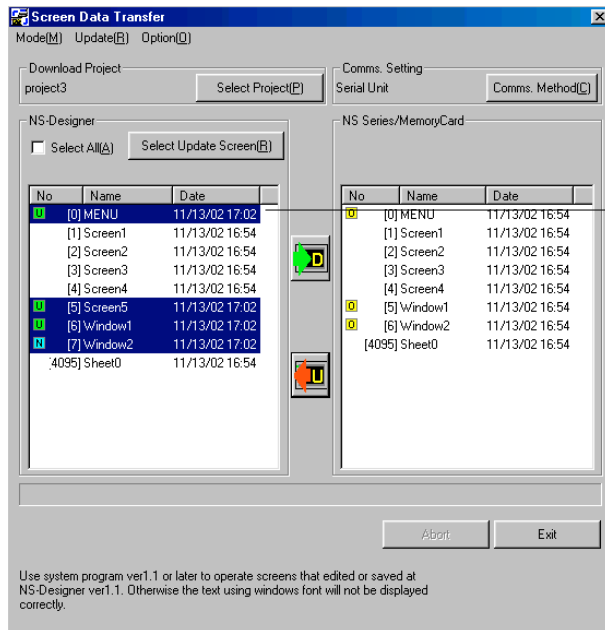 Screen Data Transfer
Mode(M) Update(R) Option(O)
Download Project
project3
Select Project(P)
Comms. Setting
Serial Unit
Comms. Method(C)
NS-Designer
Select All(A)
Select Update Screen(R)
No Name Date
U [0] MENU 11/13/02 17:02
[1] Screen1 11/13/02 16:54
[2] Screen2 11/13/02 16:54
[3] Screen3 11/13/02 16:54
[4] Screen4 11/13/02 16:54
U [5] Screen5 11/13/02 17:02
U [6] Window1 11/13/02 17:02
N [7] Window2 11/13/02 17:02
[4095] Sheet0 11/13/02 16:54
D
U
NS Series/MemoryCard
No Name Date
O [0] MENU 11/13/02 16:54
[1] Screen1 11/13/02 16:54
[2] Screen2 11/13/02 16:54
[3] Screen3 11/13/02 16:54
[4] Screen4 11/13/02 16:54
O [5] Window1 11/13/02 16:54
O [6] Window2 11/13/02 16:54
[4095] Sheet0 11/13/02 16:54
Abort
Exit
Use system program ver1.1 or later to operate screens that edited or saved at
NS-Designer ver1.1. Otherwise the text using windows font will not be displayed
correctly.